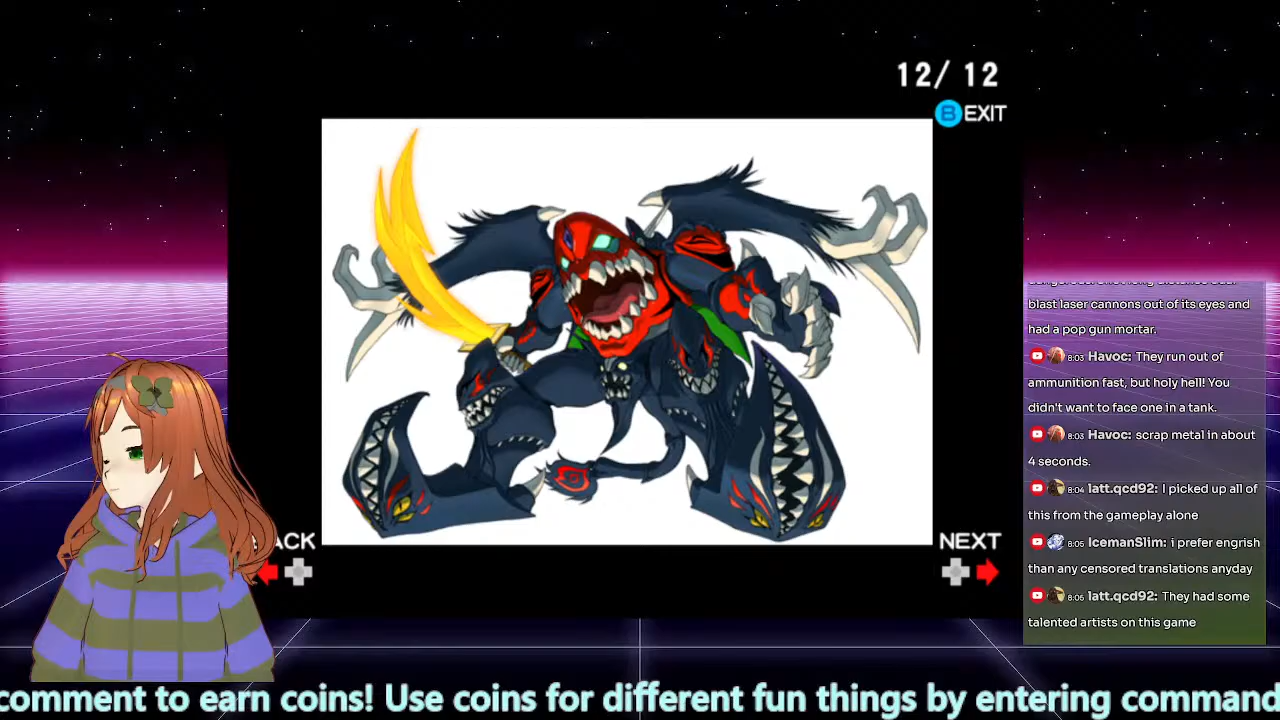 12/ 12
B EXIT
blast laser cannons out of its eyes and
had a pop gun mortar.
8:03 Havoc: They run out of
ammunition fast, but holy hell! You
didn't want to face one in a tank.
8:03 Havoc: scrap metal in about
4 seconds.
8:04 latt.qcd92: I picked up all of
this from the gameplay alone
8:05 IcemanSlim: i prefer engrish
than any censored translations anyday
8:05 latt.qcd92: They had some
talented artists on this game
ACK
NEXT
comment to earn coins! Use coins for different fun things by entering command